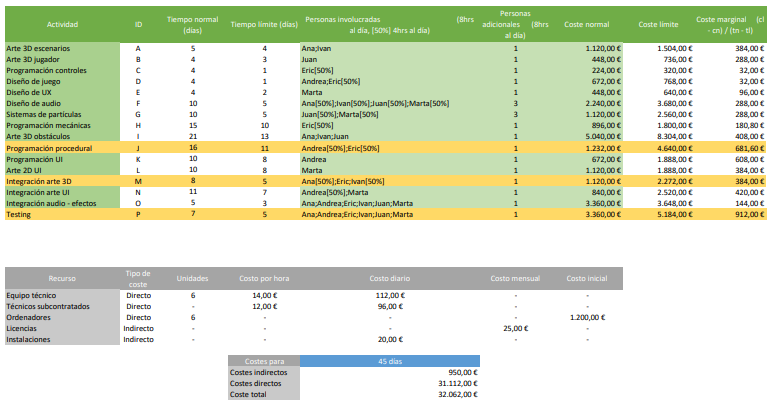 Actividad ID Tiempo normal (días) Tiempo límite (días) Personas involucradas (8hrs al día, [50%] 4hrs al día) Personas adicionales (8hrs al día) Coste normal Coste límite Coste marginal (cl - cn) / (tn - tl)
Arte 3D escenarios A 5 4 Ana;Ivan 1 1.120,00 € 1.504,00 € 384,00 €
Arte 3D jugador B 4 3 Juan 1 448,00 € 736,00 € 288,00 €
Programación controles C 4 1 Eric[50%] 1 224,00 € 320,00 € 32,00 €
Diseño de juego D 4 1 Andrea;Eric[50%] 1 672,00 € 768,00 € 32,00 €
Diseño de UX E 4 2 Marta 1 448,00 € 640,00 € 96,00 €
Diseño de audio F 10 5 Ana[50%];Ivan[50%];Juan[50%];Marta[50%] 3 2.240,00 € 3.680,00 € 288,00 €
Sistemas de partículas G 10 5 Juan[50%];Marta[50%] 3 1.120,00 € 2.560,00 € 288,00 €
Programación mecánicas H 15 10 Eric[50%] 1 896,00 € 1.800,00 € 180,80 €
Arte 3D obstáculos I 21 13 Ana;Ivan;Juan 1 5.040,00 € 8.304,00 € 408,00 €
Programación procedural J 16 11 Andrea[50%];Eric[50%] 1 1.232,00 € 4.640,00 € 681,60 €
Programación UI K 10 8 Andrea 1 672,00 € 1.888,00 € 608,00 €
Arte 2D UI L 10 8 Marta 1 1.120,00 € 1.888,00 € 384,00 €
Integración arte 3D M 8 5 Ana[50%];Eric;Ivan[50%] 1 1.120,00 € 2.272,00 € 384,00 €
Integración arte UI N 11 7 Andrea[50%];Marta 1 840,00 € 2.520,00 € 420,00 €
Integración audio - efectos O 5 3 Ana;Andrea;Eric;Ivan;Juan;Marta 1 3.360,00 € 3.648,00 € 144,00 €
Testing P 7 5 Ana;Andrea;Eric;Ivan;Juan;Marta 1 3.360,00 € 5.184,00 € 912,00 €
Recurso Tipo de coste Unidades Costo por hora Costo diario Costo mensual Costo inicial
Equipo técnico Directo 6 14,00 € 112,00 € - -
Técnicos subcontratados Directo - 12,00 € 96,00 € - -
Ordenadores Directo 6 - - - 1.200,00 €
Licencias Indirecto - - - 25,00 € -
Instalaciones Indirecto - - 20,00 € - -
Costes para 45 días
Costes indirectos 950,00 €
Costes directos 31.112,00 €
Coste total 32.062,00 €